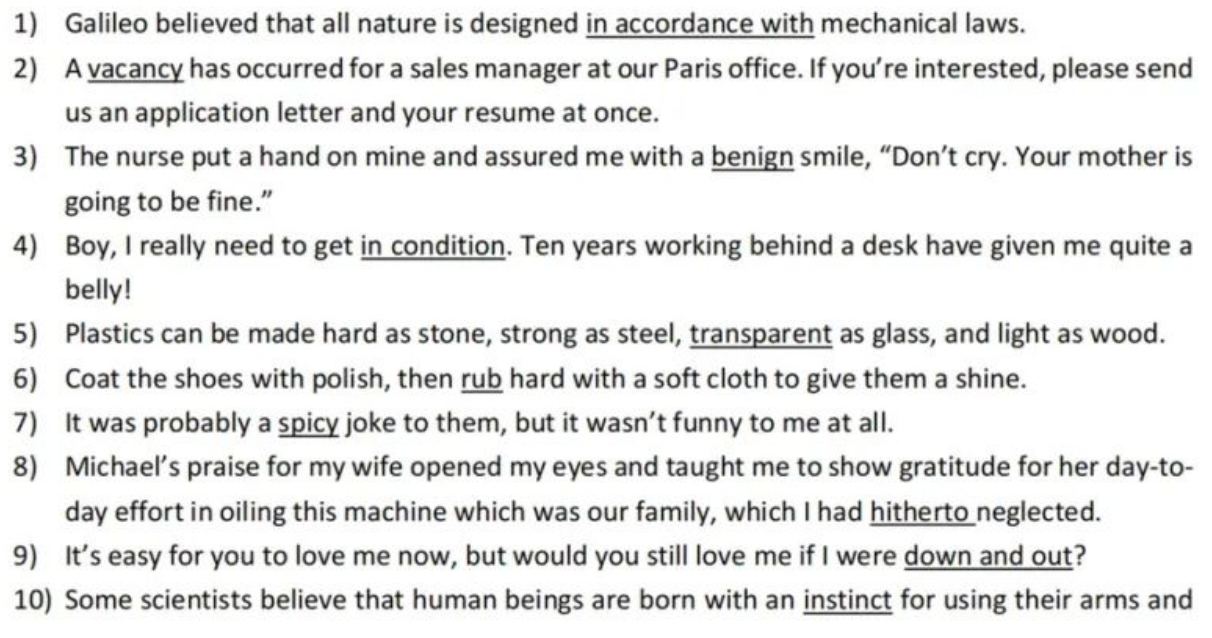 1) Galileo believed that all nature is designed in accordance with mechanical laws.
2) A vacancy has occurred for a sales manager at our Paris office. If you’re interested, please send
us an application letter and your resume at once.
3) The nurse put a hand on mine and assured me with a benign smile, “Don’t cry. Your mother is
going to be fine.”
4) Boy, I really need to get in condition. Ten years working behind a desk have given me quite a
belly!
5) Plastics can be made hard as stone, strong as steel, transparent as glass, and light as wood.
6) Coat the shoes with polish, then rub hard with a soft cloth to give them a shine.
7) It was probably a spicy joke to them, but it wasn’t funny to me at all.
8) Michael’s praise for my wife opened my eyes and taught me to show gratitude for her day-to-
day effort in oiling this machine which was our family, which I had hitherto neglected.
9) It’s easy for you to love me now, but would you still love me if I were down and out?
10) Some scientists believe that human beings are born with an instinct for using their arms and